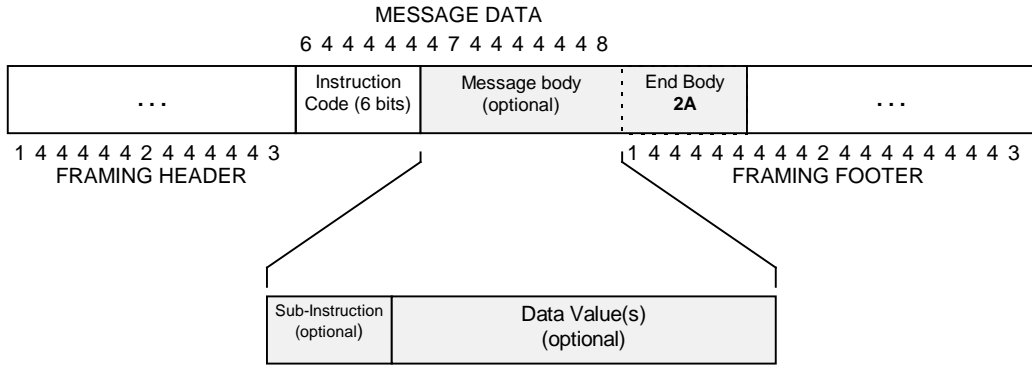 MESSAGE DATA
6 4 4 4 4 4 4 7 4 4 4 4 4 4 8
. . .
Instruction
Code (6 bits)
Message body
(optional)
End Body
2A
. . .
1 4 4 4 4 4 2 4 4 4 4 4 3
FRAMING HEADER
1 4 4 4 4 4 4 4 4 2 4 4 4 4 4 4 4 4 3
FRAMING FOOTER
Sub-Instruction
(optional)
Data Value(s)
(optional)